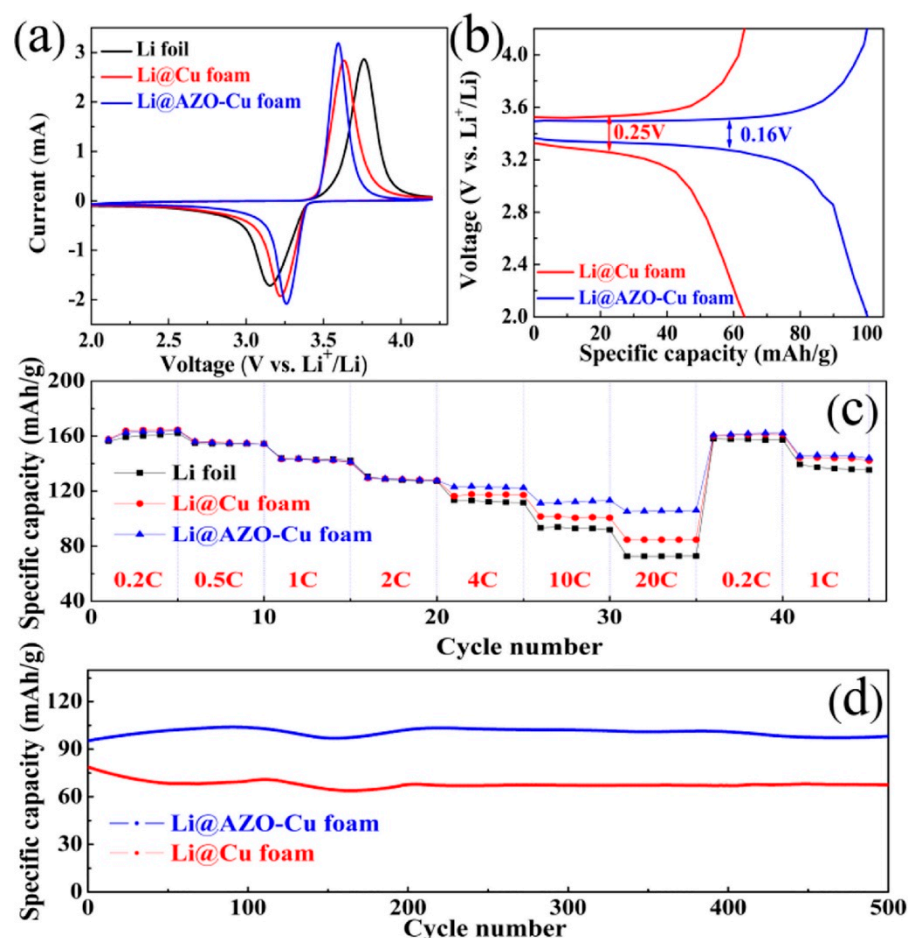 (a)
Li foil
Li@Cu foam
Li@AZO-Cu foam
Current (mA)
3
2
1
0
-1
-2
2.0 2.5 3.0 3.5 4.0
Voltage (V vs. Li⁺/Li)
(b)
Voltage (V vs. Li⁺/Li)
4.0
3.6
3.2
2.8
2.4
2.0
0.25V
0.16V
Li@Cu foam
Li@AZO-Cu foam
0 20 40 60 80 100
Specific capacity (mAh/g)
(c)
Specific capacity (mAh/g)
200
160
120
80
40
Li foil
Li@Cu foam
Li@AZO-Cu foam
0.2C 0.5C 1C 2C 4C 10C 20C 0.2C 1C
0 10 20 30 40
Cycle number
(d)
Specific capacity (mAh/g)
120
90
60
30
0
Li@AZO-Cu foam
Li@Cu foam
0 100 200 300 400 500
Cycle number